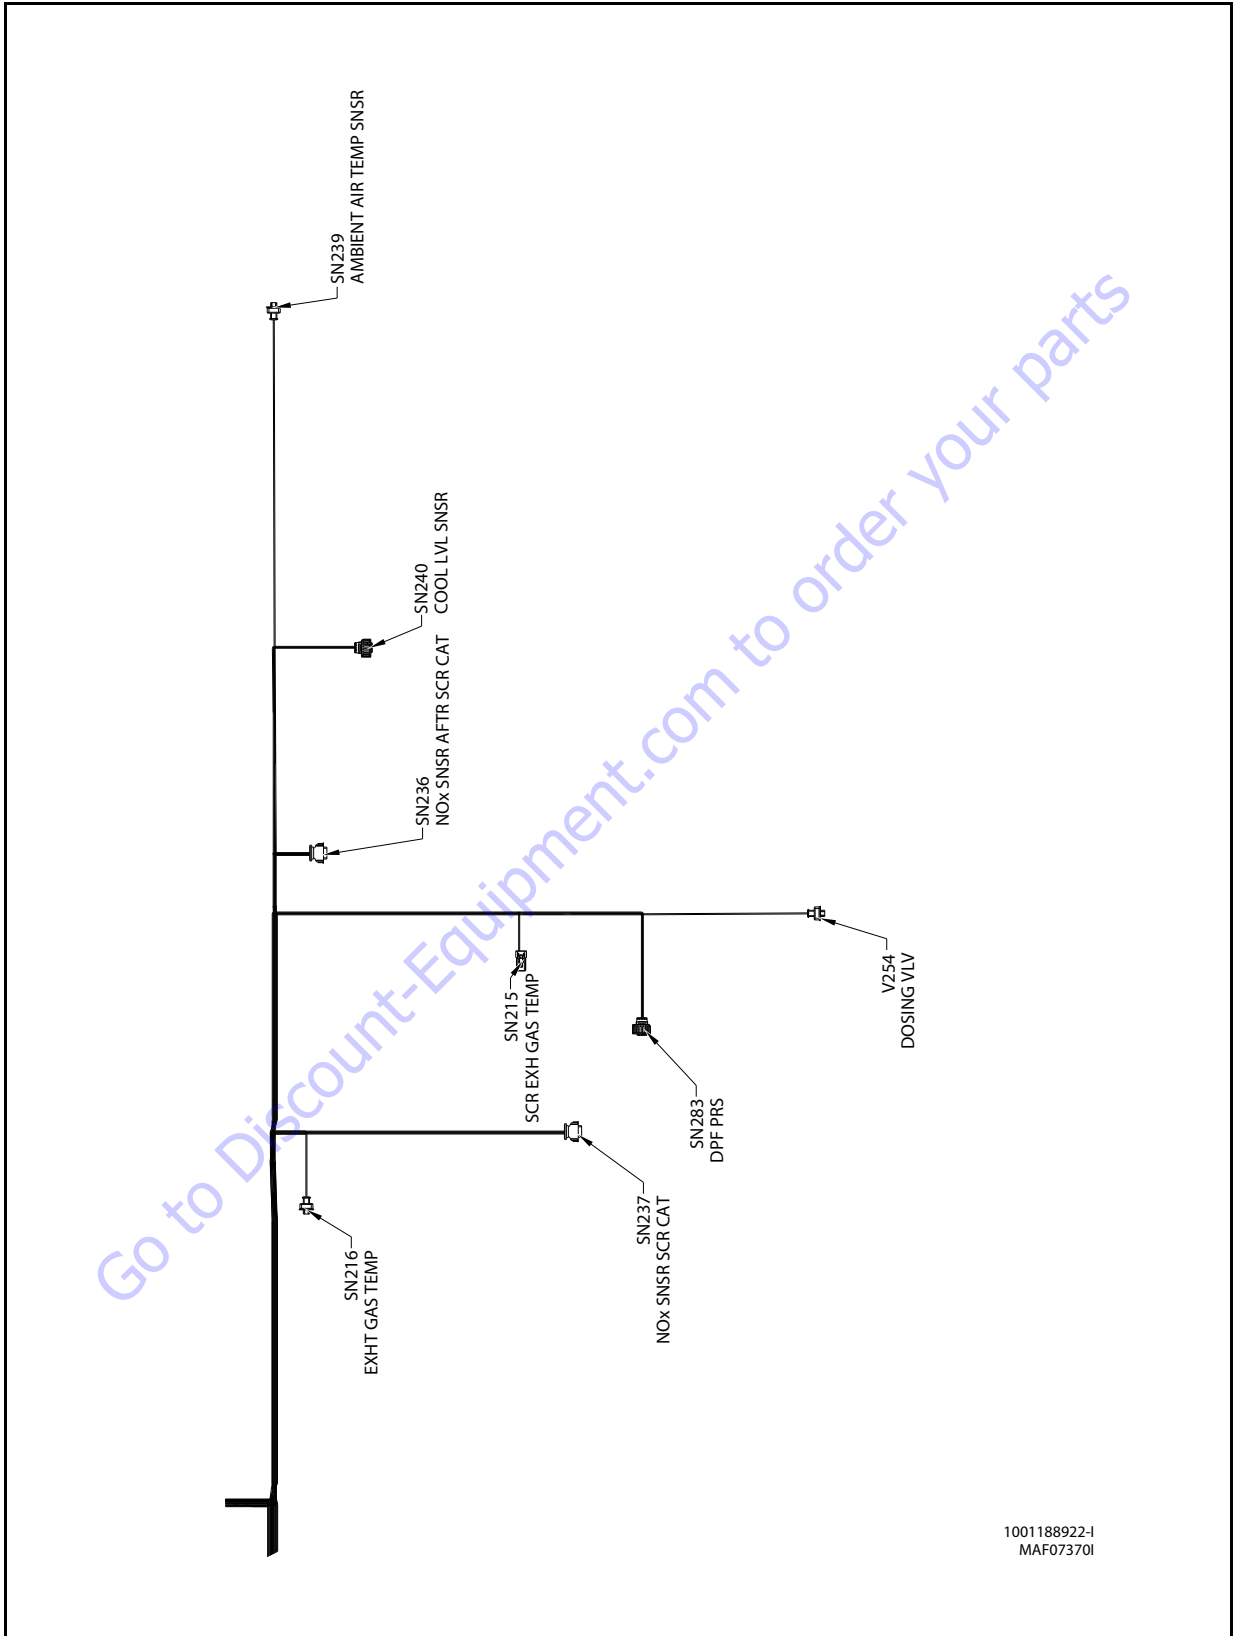 SN239
AMBIENT AIR TEMP SNSR
SN240
COOL LVL SNSR
SN236
NOx SNSR AFTR SCR CAT
SN215
SCR EXH GAS TEMP
V254
DOSING VLV
SN283
DPF PRS
SN237
NOx SNSR SCR CAT
SN216
EXHT GAS TEMP
Go to Discount-Equipment.com to order your parts
1001188922-I
MAF07370I